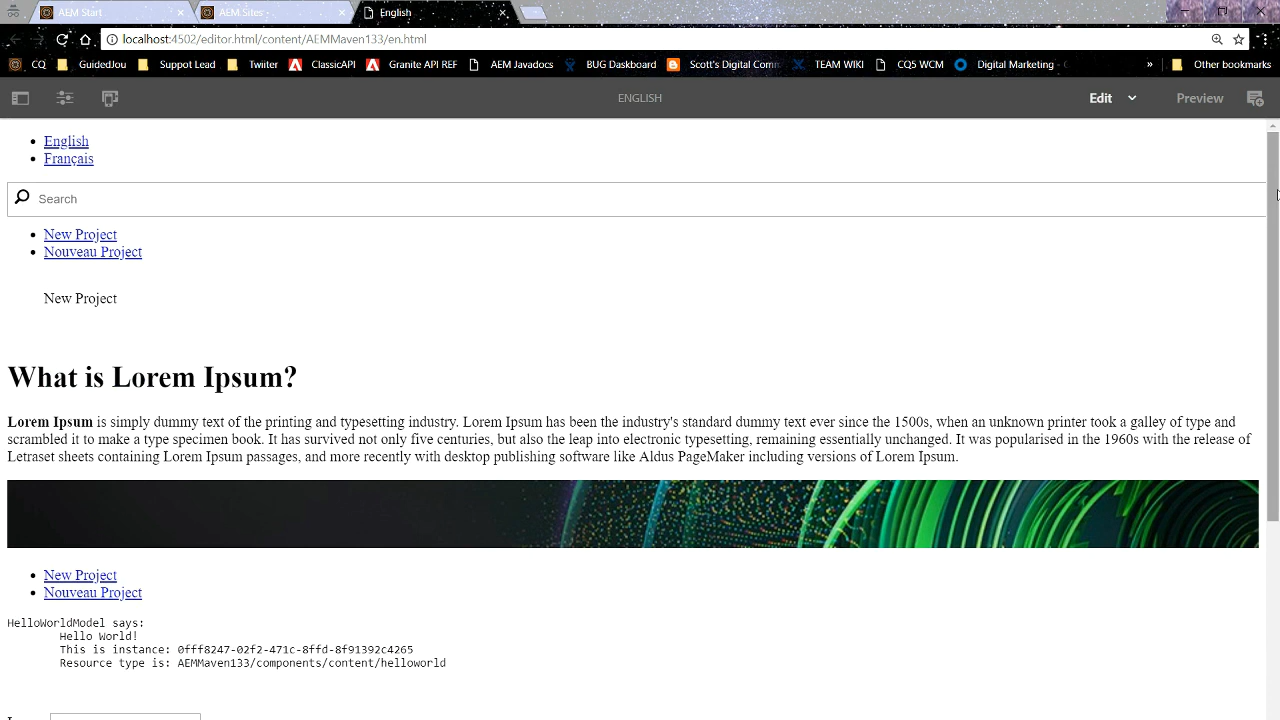 AEM Start
AEM Sites -
English
localhost:4502/editor.html/content/AEMMaven133/en.html
CQ
GuidedJou
Suppot Lead
Twiiter
ClassicAPI
Granite API REF
AEM Javadocs
BUG Daskboard
Scott's Digital Com
TEAM WIKI
CQ5 WCM
Digital Marketing -
»
Other bookmarks
ENGLISH
Edit
Preview
• English
• Français
Search
• New Project
• Nouveau Project
New Project
What is Lorem Ipsum?
Lorem Ipsum is simply dummy text of the printing and typesetting industry. Lorem Ipsum has been the industry's standard dummy text ever since the 1500s, when an unknown printer took a galley of type and
scrambled it to make a type specimen book. It has survived not only five centuries, but also the leap into electronic typesetting, remaining essentially unchanged. It was popularised in the 1960s with the release of
Letraset sheets containing Lorem Ipsum passages, and more recently with desktop publishing software like Aldus PageMaker including versions of Lorem Ipsum.
• New Project
• Nouveau Project
HelloWorldModel says:
Hello World!
This is instance: 0fff8247-02f2-471c-8ffd-8f91392c4265
Resource type is: AEMMaven133/components/content/helloworld